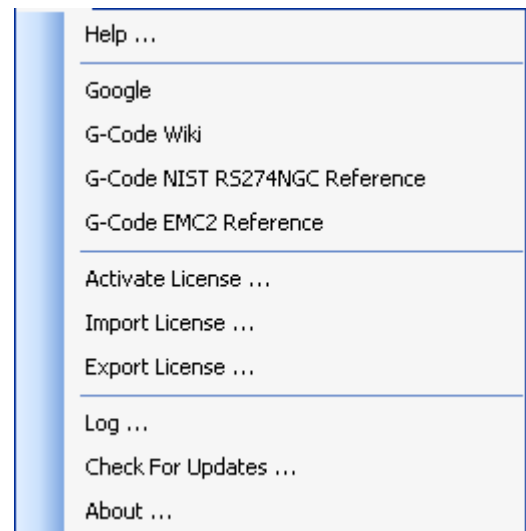 Help ...
Google
G-Code Wiki
G-Code NIST RS274NGC Reference
G-Code EMC2 Reference
Activate License ...
Import License ...
Export License ...
Log ...
Check For Updates ...
About ...